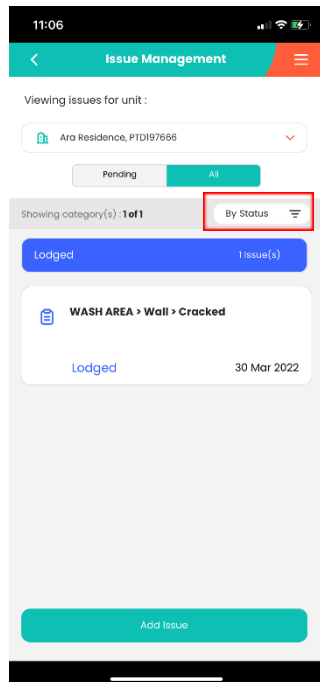 11:06
Issue Management
Viewing issues for unit :
Ara Residence, PTD197666
Pending
All
Showing category(s) : 1 of 1
By Status
Lodged
1 Issue(s)
WASH AREA > Wall > Cracked
Lodged
30 Mar 2022
Add Issue